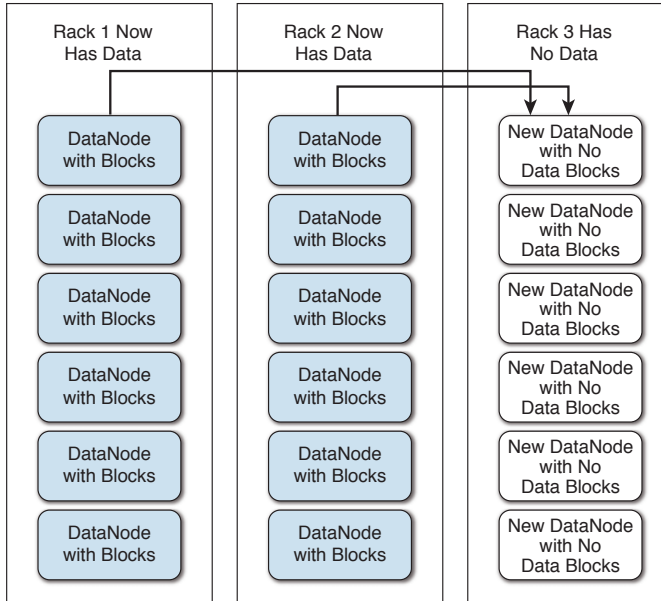 Rack 1 Now
Has Data
DataNode
with Blocks
DataNode
with Blocks
DataNode
with Blocks
DataNode
with Blocks
DataNode
with Blocks
DataNode
with Blocks
Rack 2 Now
Has Data
DataNode
with Blocks
DataNode
with Blocks
DataNode
with Blocks
DataNode
with Blocks
DataNode
with Blocks
DataNode
with Blocks
Rack 3 Has
No Data
New DataNode
with No
Data Blocks
New DataNode
with No
Data Blocks
New DataNode
with No
Data Blocks
New DataNode
with No
Data Blocks
New DataNode
with No
Data Blocks
New DataNode
with No
Data Blocks